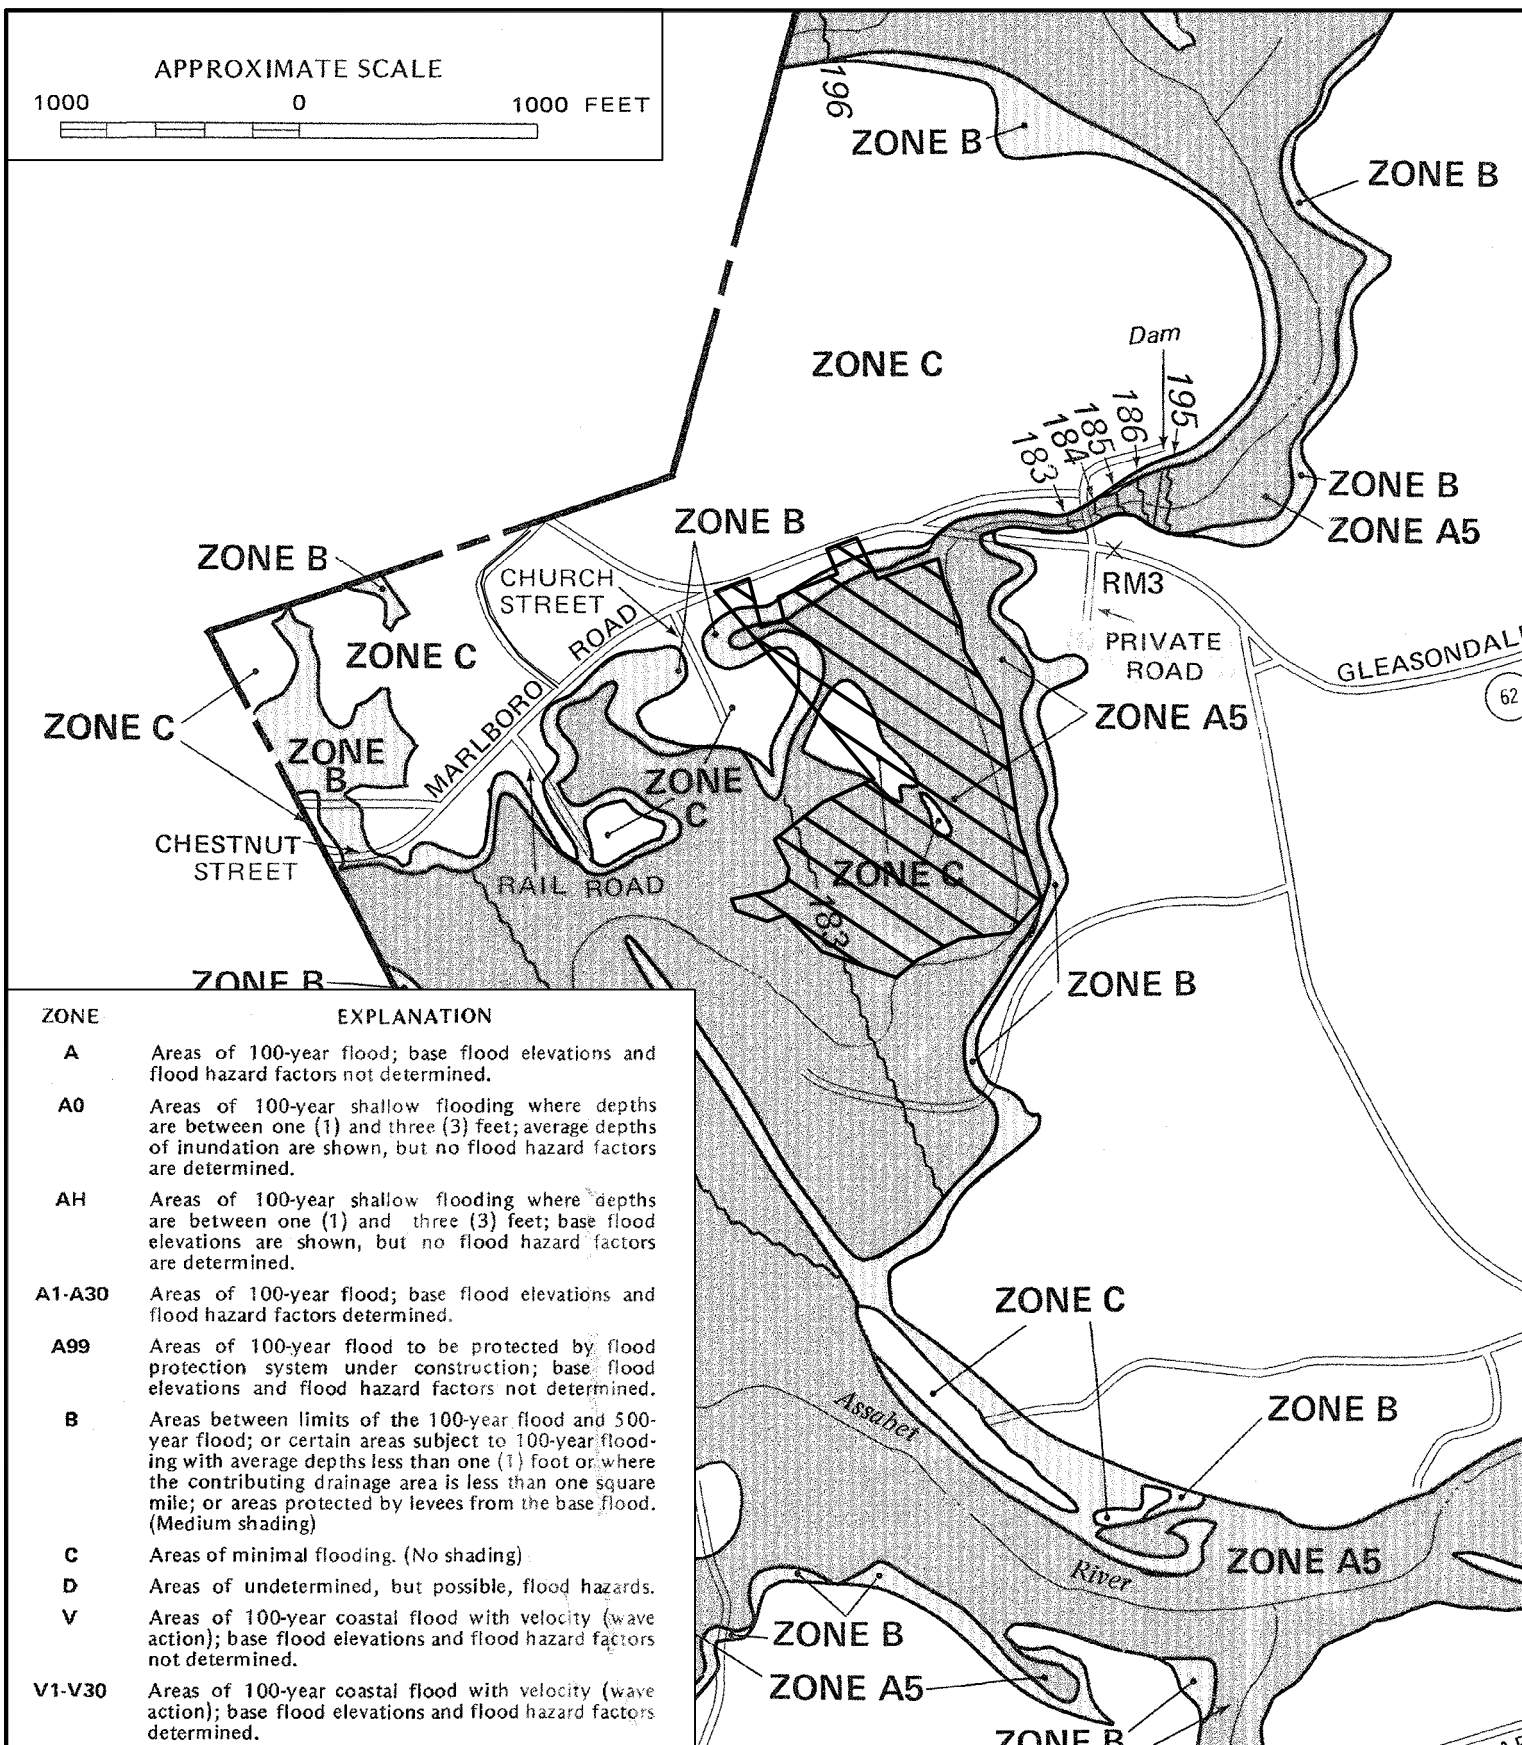 APPROXIMATE SCALE
1000 0 1000 FEET
196
ZONE B
ZONE B
Dam
ZONE C
195
186
185
184
183
ZONE B
ZONE B
ZONE A5
ZONE B
CHURCH
STREET
RM3
MARLBORO ROAD
PRIVATE
ROAD
ZONE C
GLEASONDALE
62
ZONE C
ZONE A5
ZONE
B
ZONE
C
CHESTNUT
STREET
RAIL ROAD
ZONE C
183
ZONE B
ZONE B
ZONE EXPLANATION
A Areas of 100-year flood; base flood elevations and
flood hazard factors not determined.
A0 Areas of 100-year shallow flooding where depths
are between one (1) and three (3) feet; average depths
of inundation are shown, but no flood hazard factors
are determined.
AH Areas of 100-year shallow flooding where depths
are between one (1) and three (3) feet; base flood
elevations are shown, but no flood hazard factors
are determined.
A1-A30 Areas of 100-year flood; base flood elevations and
flood hazard factors determined.
A99 Areas of 100-year flood to be protected by flood
protection system under construction; base flood
elevations and flood hazard factors not determined.
B Areas between limits of the 100-year flood and 500-
year flood; or certain areas subject to 100-year flood-
ing with average depths less than one (1) foot or where
the contributing drainage area is less than one square
mile; or areas protected by levees from the base flood.
(Medium shading)
C Areas of minimal flooding. (No shading)
D Areas of undetermined, but possible, flood hazards.
V Areas of 100-year coastal flood with velocity (wave
action); base flood elevations and flood hazard factors
not determined.
V1-V30 Areas of 100-year coastal flood with velocity (wave
action); base flood elevations and flood hazard factors
determined.
ZONE C
Assabet
ZONE B
River
ZONE A5
ZONE B
ZONE A5
ZONE B